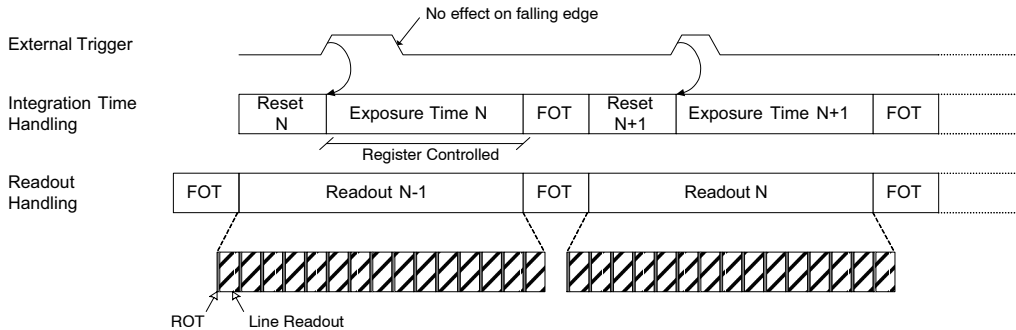 No effect on falling edge
External Trigger
Integration Time
Handling
Reset
N
Exposure Time N
FOT
Reset
N+1
Exposure Time N+1
FOT
Register Controlled
Readout
Handling
FOT
Readout N-1
FOT
Readout N
FOT
ROT
Line Readout